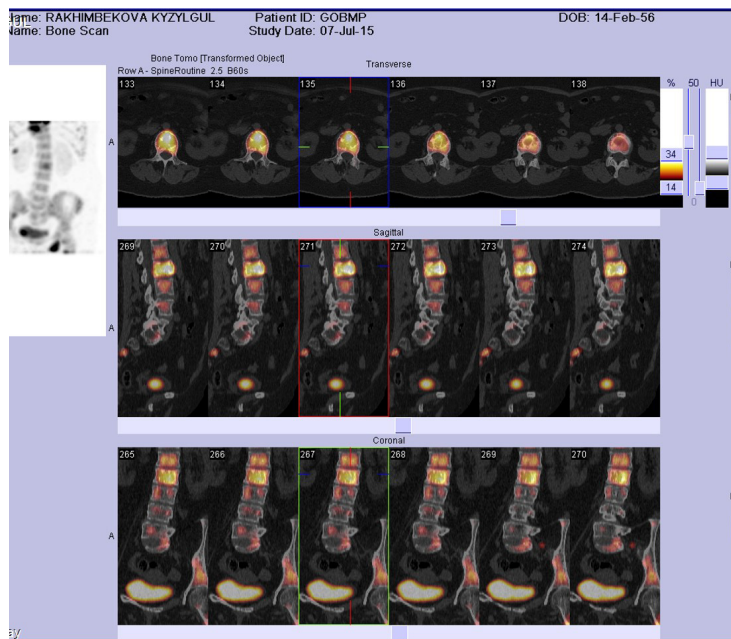 Name: RAKHIMBEKOVA KYZYLGUL Patient ID: GOBMP DOB: 14-Feb-56
Name: Bone Scan Study Date: 07-Jul-15
Bone Tomo [Transformed Object]
Row A - SpineRoutine 2.5 B60s Transverse
133 134 135 136 137 138 % 50 HU
A
34
14
0
Sagittal
269 270 271 272 273 274
A
Coronal
265 266 267 268 269 270
A